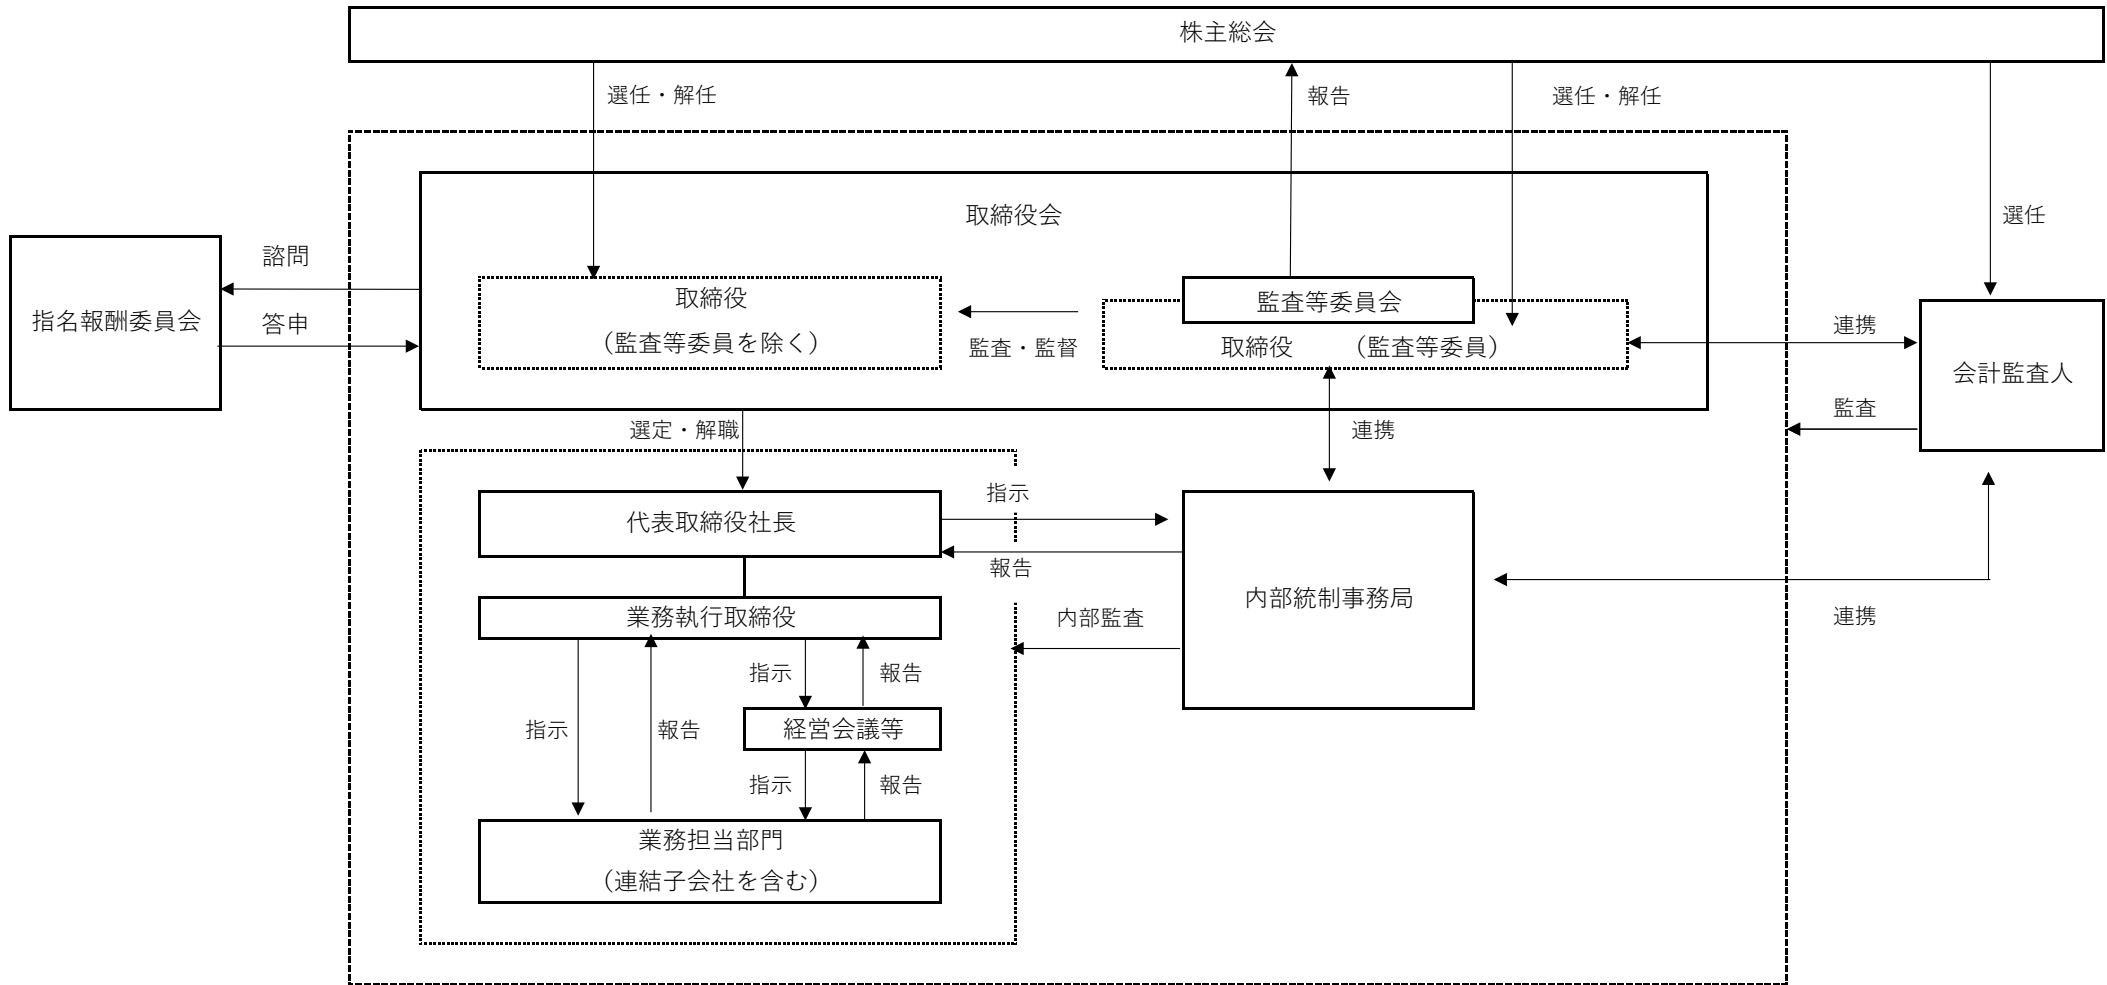 株主総会
選任・解任
報告
選任・解任
選任
取締役会
指名報酬委員会
諮問
答申
取締役
（監査等委員を除く）
監査・監督
監査等委員会
取締役 （監査等委員）
連携
会計監査人
監査
選定・解職
連携
代表取締役社長
指示
報告
内部統制事務局
連携
業務執行取締役
内部監査
指示
報告
指示
報告
経営会議等
指示
報告
業務担当部門
（連結子会社を含む）